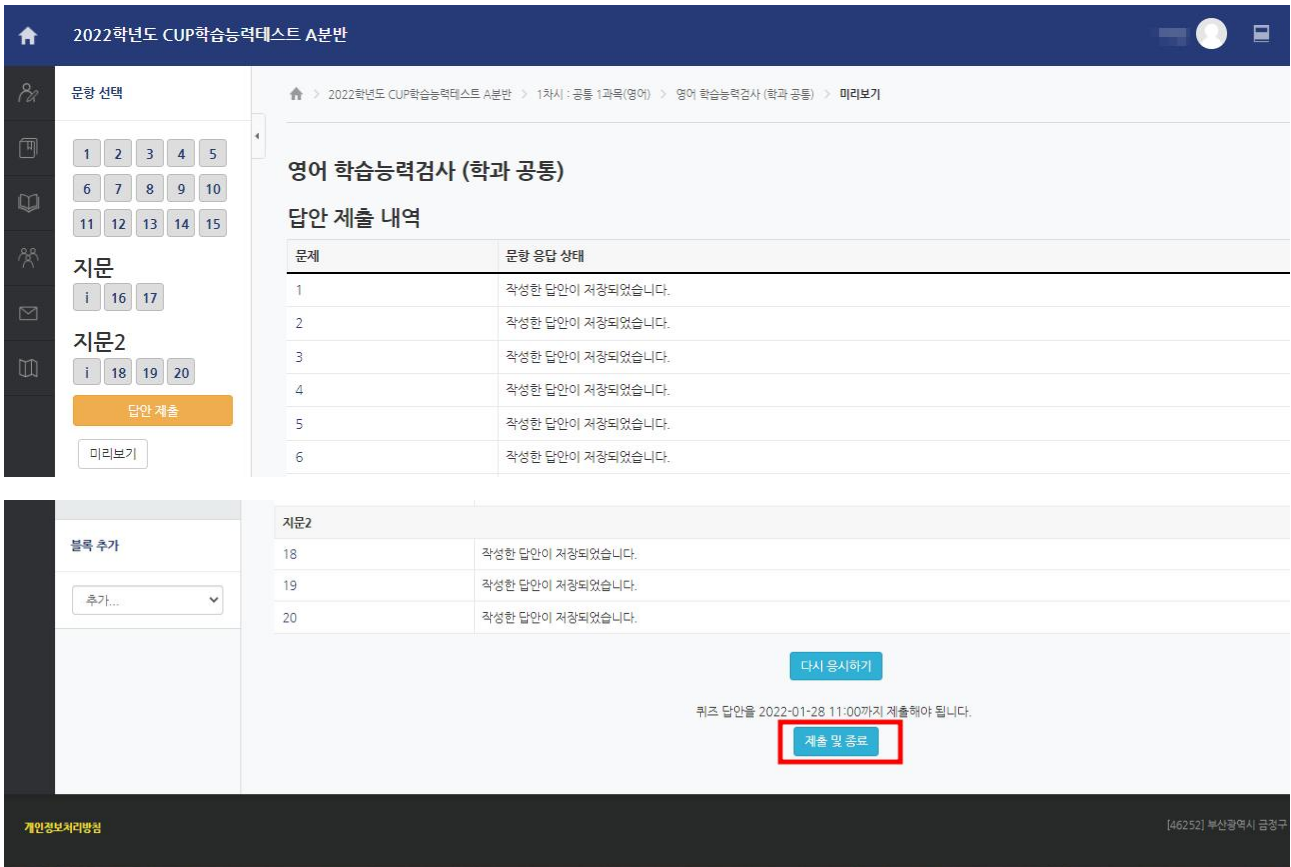 2022학년도 CUP학습능력테스트 A분반
문항 선택
1 2 3 4 5
6 7 8 9 10
11 12 13 14 15
지문
i 16 17
지문2
i 18 19 20
답안 제출
미리보기
2022학년도 CUP학습능력테스트 A분반 > 1차시 : 공통 1과목(영어) > 영어 학습능력검사 (학과 공통) > 미리보기
영어 학습능력검사 (학과 공통)
답안 제출 내역
문제 문항 응답 상태
1 작성한 답안이 저장되었습니다.
2 작성한 답안이 저장되었습니다.
3 작성한 답안이 저장되었습니다.
4 작성한 답안이 저장되었습니다.
5 작성한 답안이 저장되었습니다.
6 작성한 답안이 저장되었습니다.
블록 추가
추가...
지문2
18 작성한 답안이 저장되었습니다.
19 작성한 답안이 저장되었습니다.
20 작성한 답안이 저장되었습니다.
다시 응시하기
퀴즈 답안을 2022-01-28 11:00까지 제출해야 됩니다.
제출 및 종료
개인정보처리방침
[46252] 부산광역시 금정구